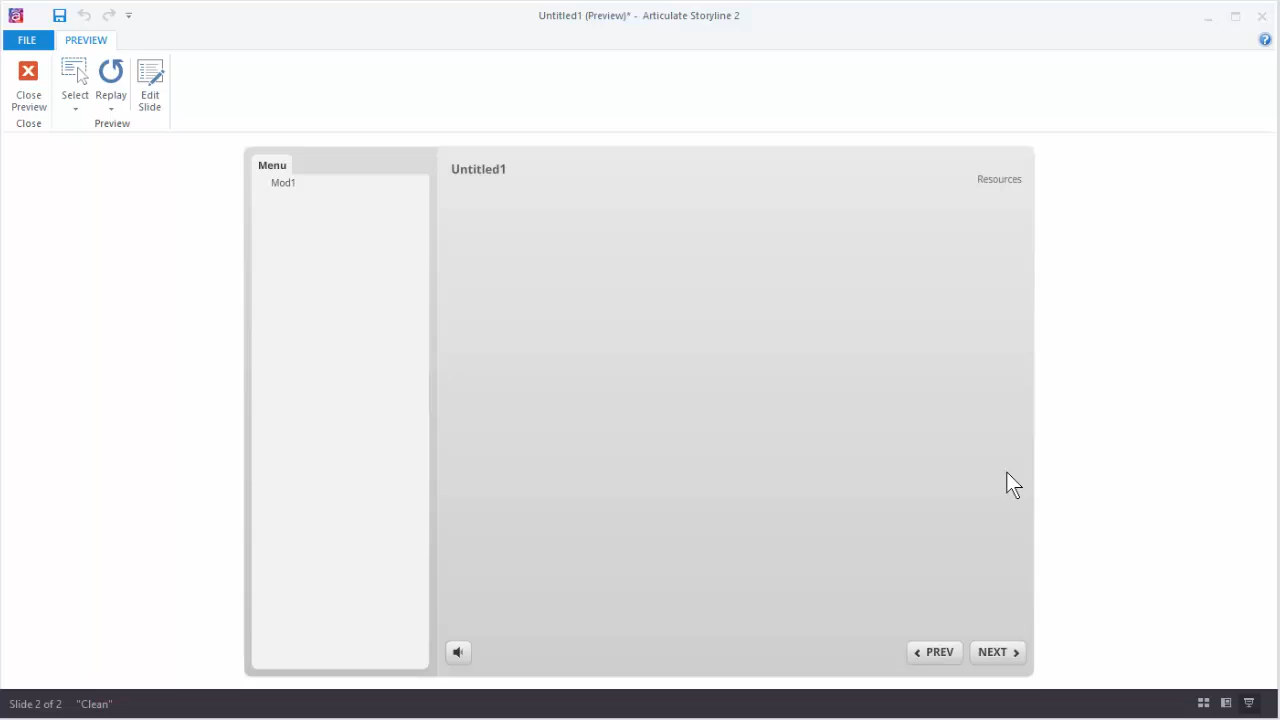 Untitled1 (Preview)* - Articulate Storyline 2
FILE
PREVIEW
Close Preview
Select
Replay
Edit Slide
Close
Preview
Menu
Mod1
Untitled1
Resources
PREV
NEXT
Slide 2 of 2
"Clean"